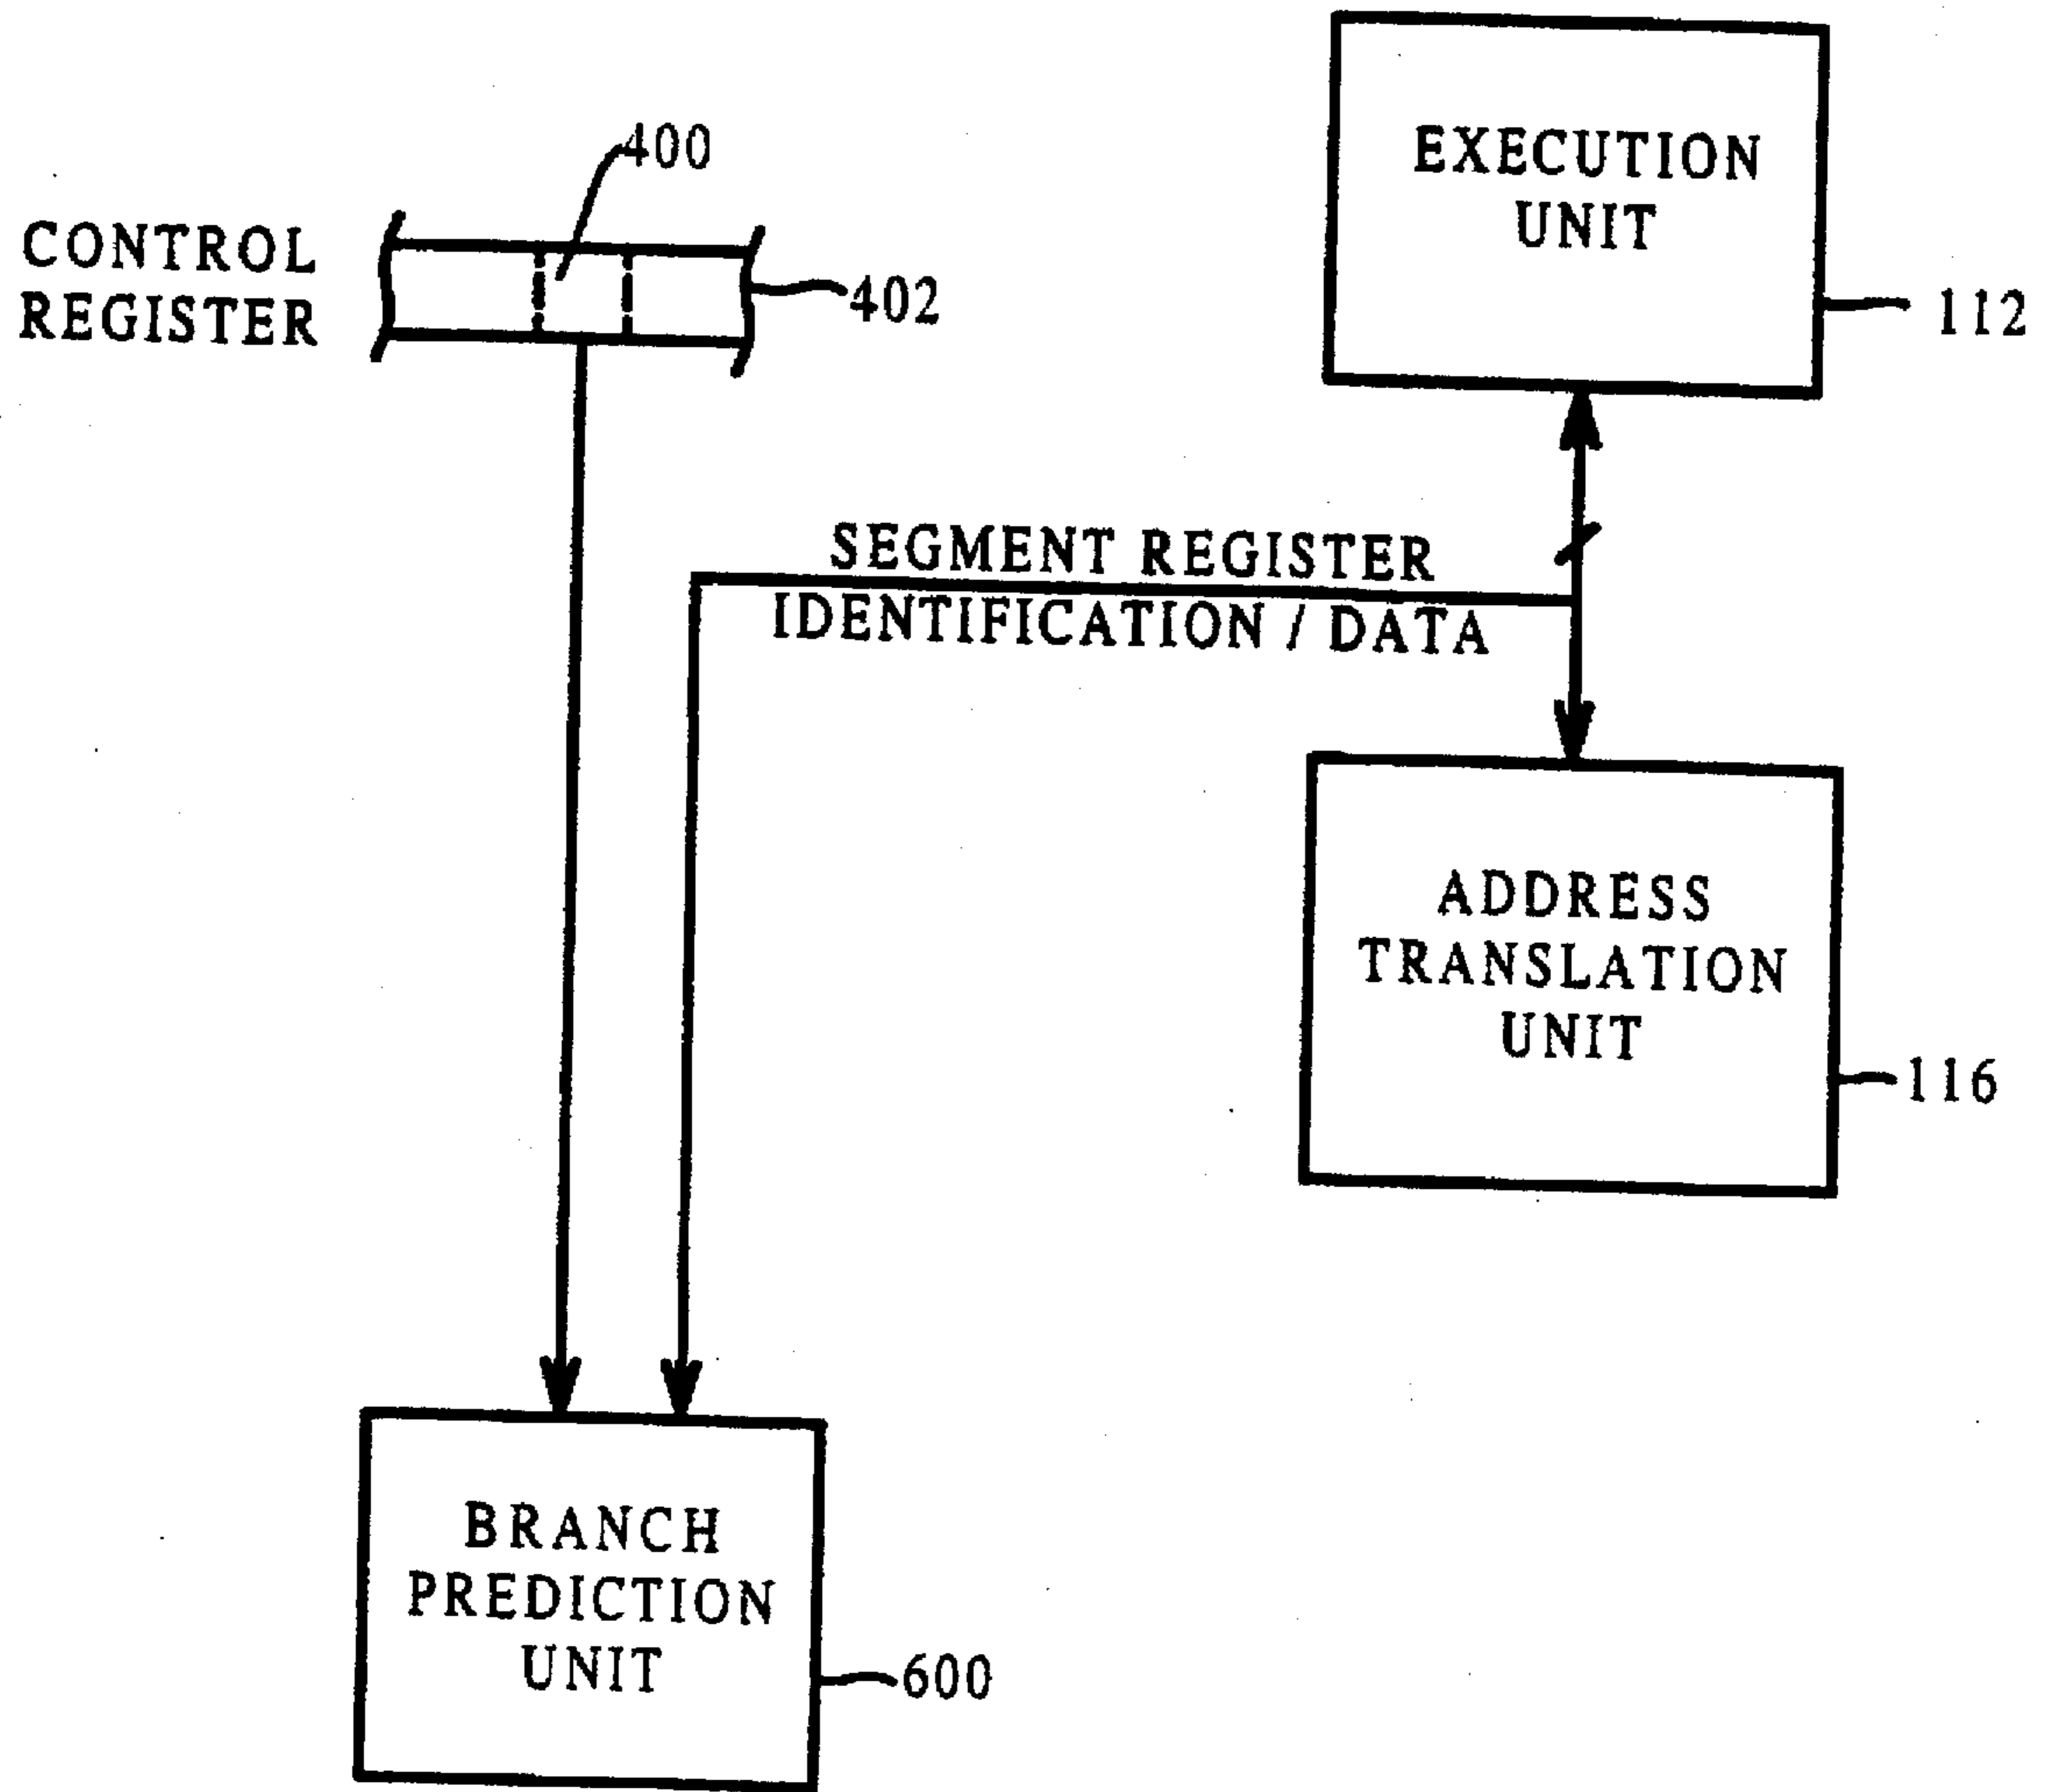 400
CONTROL
REGISTER
402
EXECUTION
UNIT
112
SEGMENT REGISTER
IDENTIFICATION / DATA
ADDRESS
TRANSLATION
UNIT
116
BRANCH
PREDICTION
UNIT
600